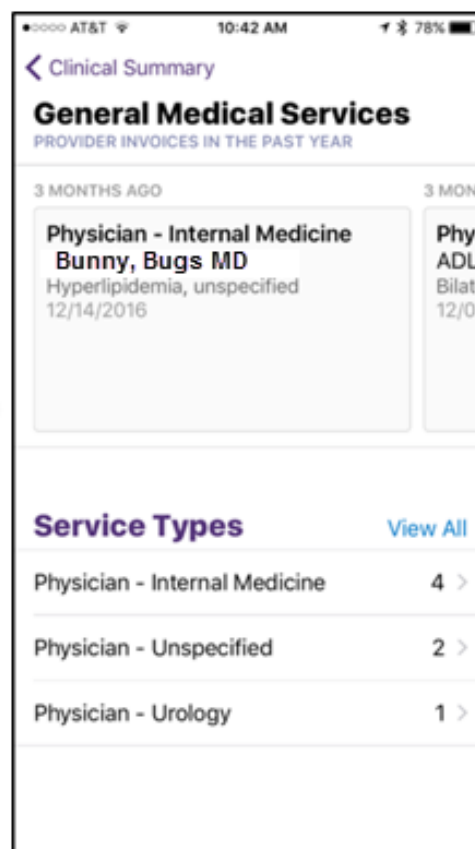 AT&T 10:42 AM 78%
Clinical Summary
General Medical Services
PROVIDER INVOICES IN THE PAST YEAR
3 MONTHS AGO
Physician - Internal Medicine
Bunny, Bugs MD
Hyperlipidemia, unspecified
12/14/2016
3 MON
Phy
ADL
Bilat
12/0
Service Types View All
Physician - Internal Medicine 4
Physician - Unspecified 2
Physician - Urology 1